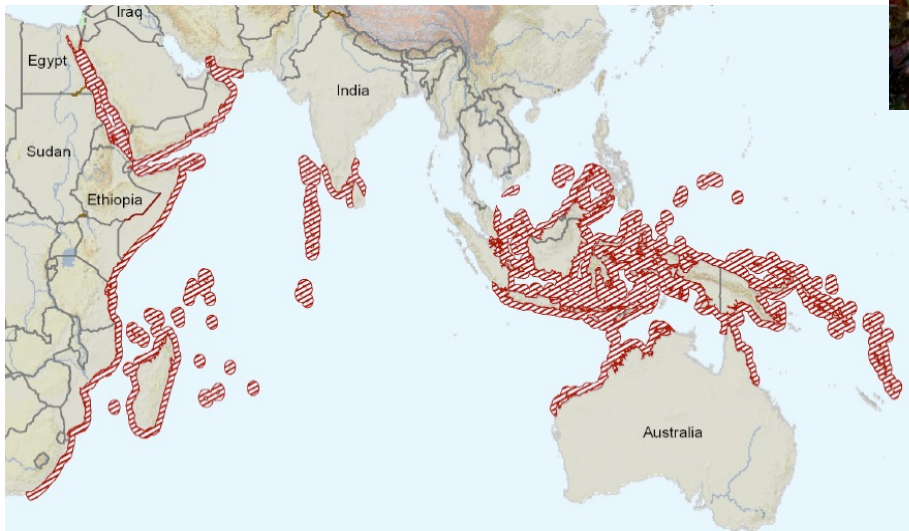 Iraq
Egypt
India
Sudan
Ethiopia
Australia